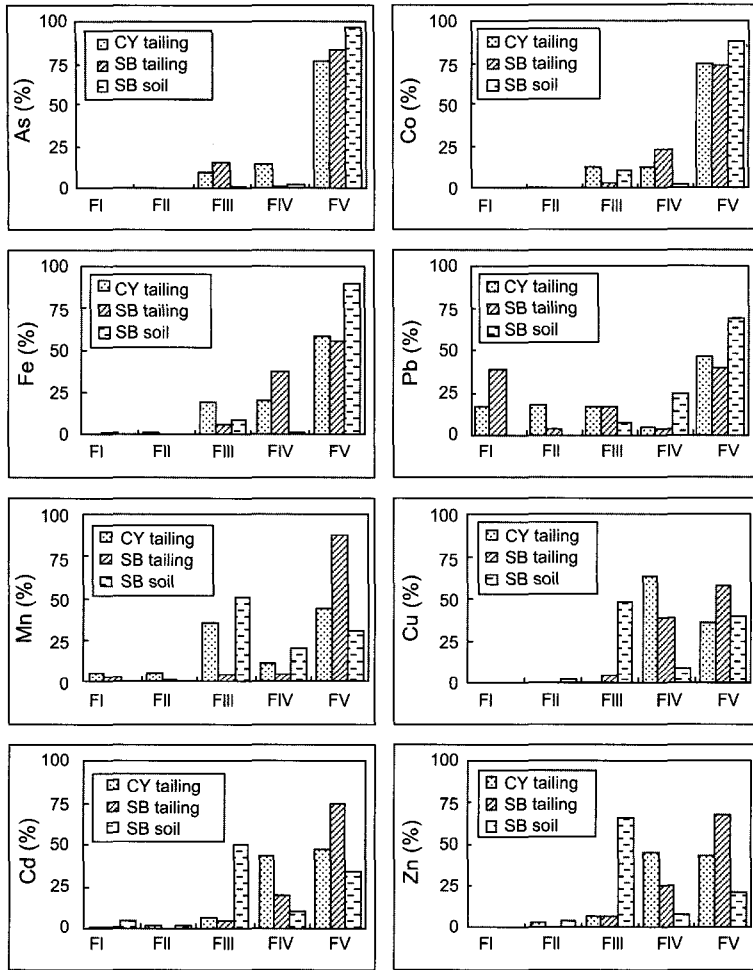 As (%)
100
75
50
25
0
CY tailing
SB tailing
SB soil
FI FII FIII FIV FV
Co (%)
100
75
50
25
0
CY tailing
SB tailing
SB soil
FI FII FIII FIV FV
Fe (%)
100
75
50
25
0
CY tailing
SB tailing
SB soil
FI FII FIII FIV FV
Pb (%)
100
75
50
25
0
CY tailing
SB tailing
SB soil
FI FII FIII FIV FV
Mn (%)
100
75
50
25
0
CY tailing
SB tailing
SB soil
FI FII FIII FIV FV
Cu (%)
100
75
50
25
0
CY tailing
SB tailing
SB soil
FI FII FIII FIV FV
Cd (%)
100
75
50
25
0
CY tailing
SB tailing
SB soil
FI FII FIII FIV FV
Zn (%)
100
75
50
25
0
CY tailing
SB tailing
SB soil
FI FII FIII FIV FV